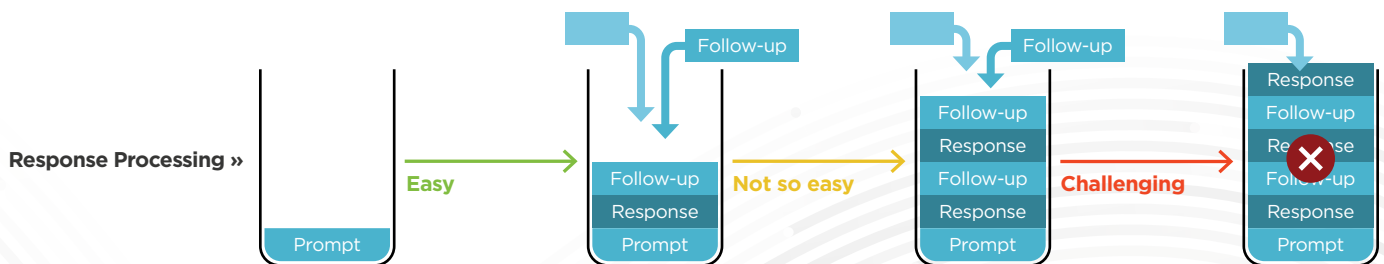 Response Processing »
Prompt
Easy
Follow-up
Follow-up
Response
Prompt
Not so easy
Follow-up
Follow-up
Response
Follow-up
Response
Prompt
Challenging
Response
Follow-up
Response
Follow-up
Response
Prompt